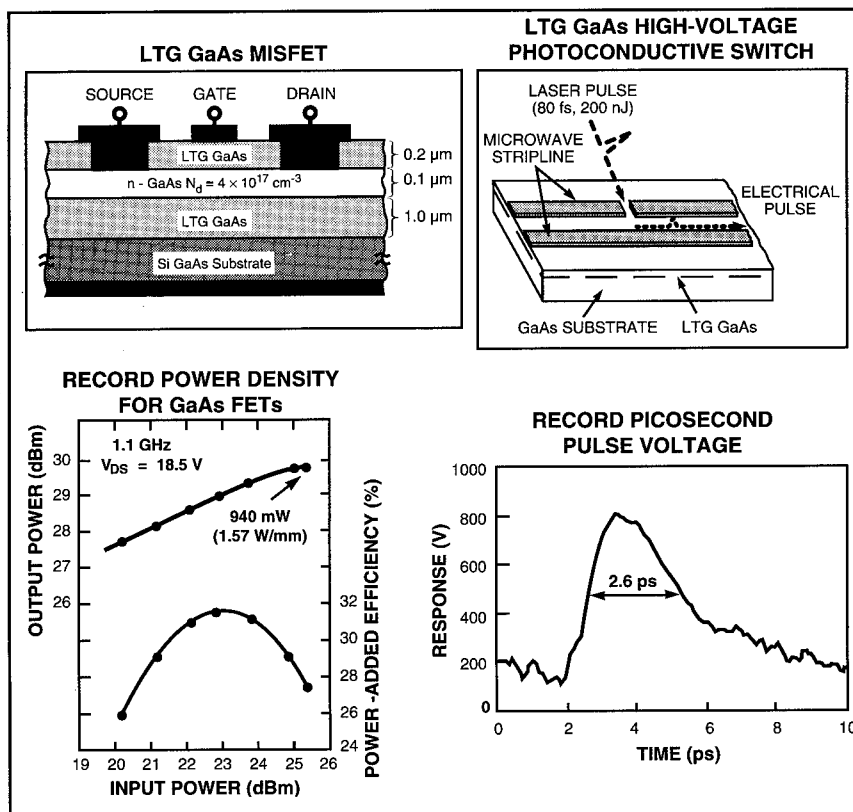 LTG GaAs MISFET
SOURCE
GATE
DRAIN
LTG GaAs
0.2 μm
n - GaAs Nd = 4 × 10¹⁷ cm⁻³
0.1 μm
LTG GaAs
1.0 μm
Si GaAs Substrate
LTG GaAs HIGH-VOLTAGE
PHOTOCONDUCTIVE SWITCH
LASER PULSE
(80 fs, 200 nJ)
MICROWAVE
STRIPLINE
ELECTRICAL
PULSE
GaAs SUBSTRATE
LTG GaAs
RECORD POWER DENSITY
FOR GaAs FETs
1.1 GHz
VDS = 18.5 V
940 mW
(1.57 W/mm)
OUTPUT POWER (dBm)
30
29
28
27
26
POWER -ADDED EFFICIENCY (%)
32
30
28
26
24
19 20 21 22 23 24 25 26
INPUT POWER (dBm)
RECORD PICOSECOND
PULSE VOLTAGE
RESPONSE (V)
1000
800
600
400
200
0
2.6 ps
0 2 4 6 8 10
TIME (ps)